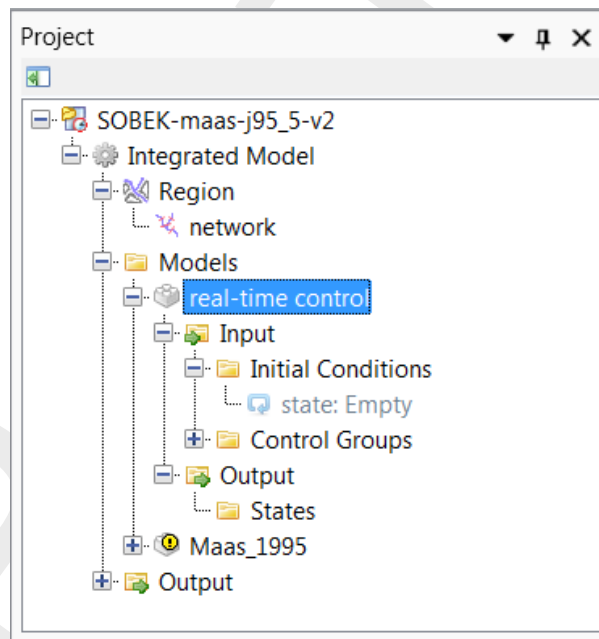 Project
SOBEK-maas-j95_5-v2
Integrated Model
Region
network
Models
real-time control
Input
Initial Conditions
state: Empty
Control Groups
Output
States
Maas_1995
Output